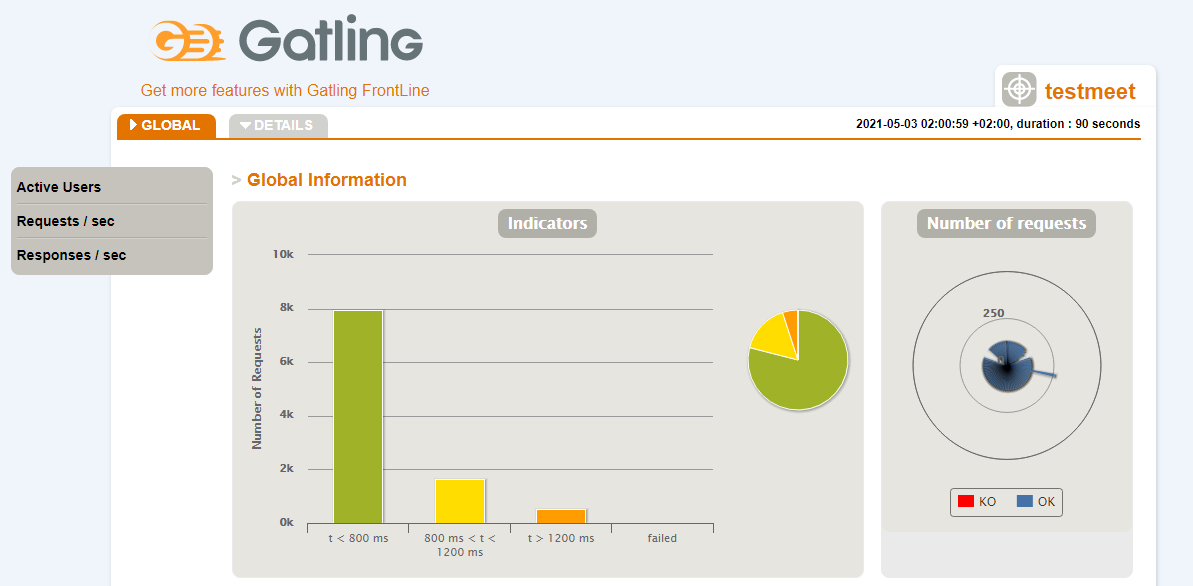 Gatling
Get more features with Gatling FrontLine
testmeet
GLOBAL
DETAILS
2021-05-03 02:00:59 +02:00, duration : 90 seconds
Active Users
Requests / sec
Responses / sec
> Global Information
Indicators
Number of Requests
10k
8k
6k
4k
2k
0k
t < 800 ms
800 ms < t <
1200 ms
t > 1200 ms
failed
Number of requests
250
KO
OK